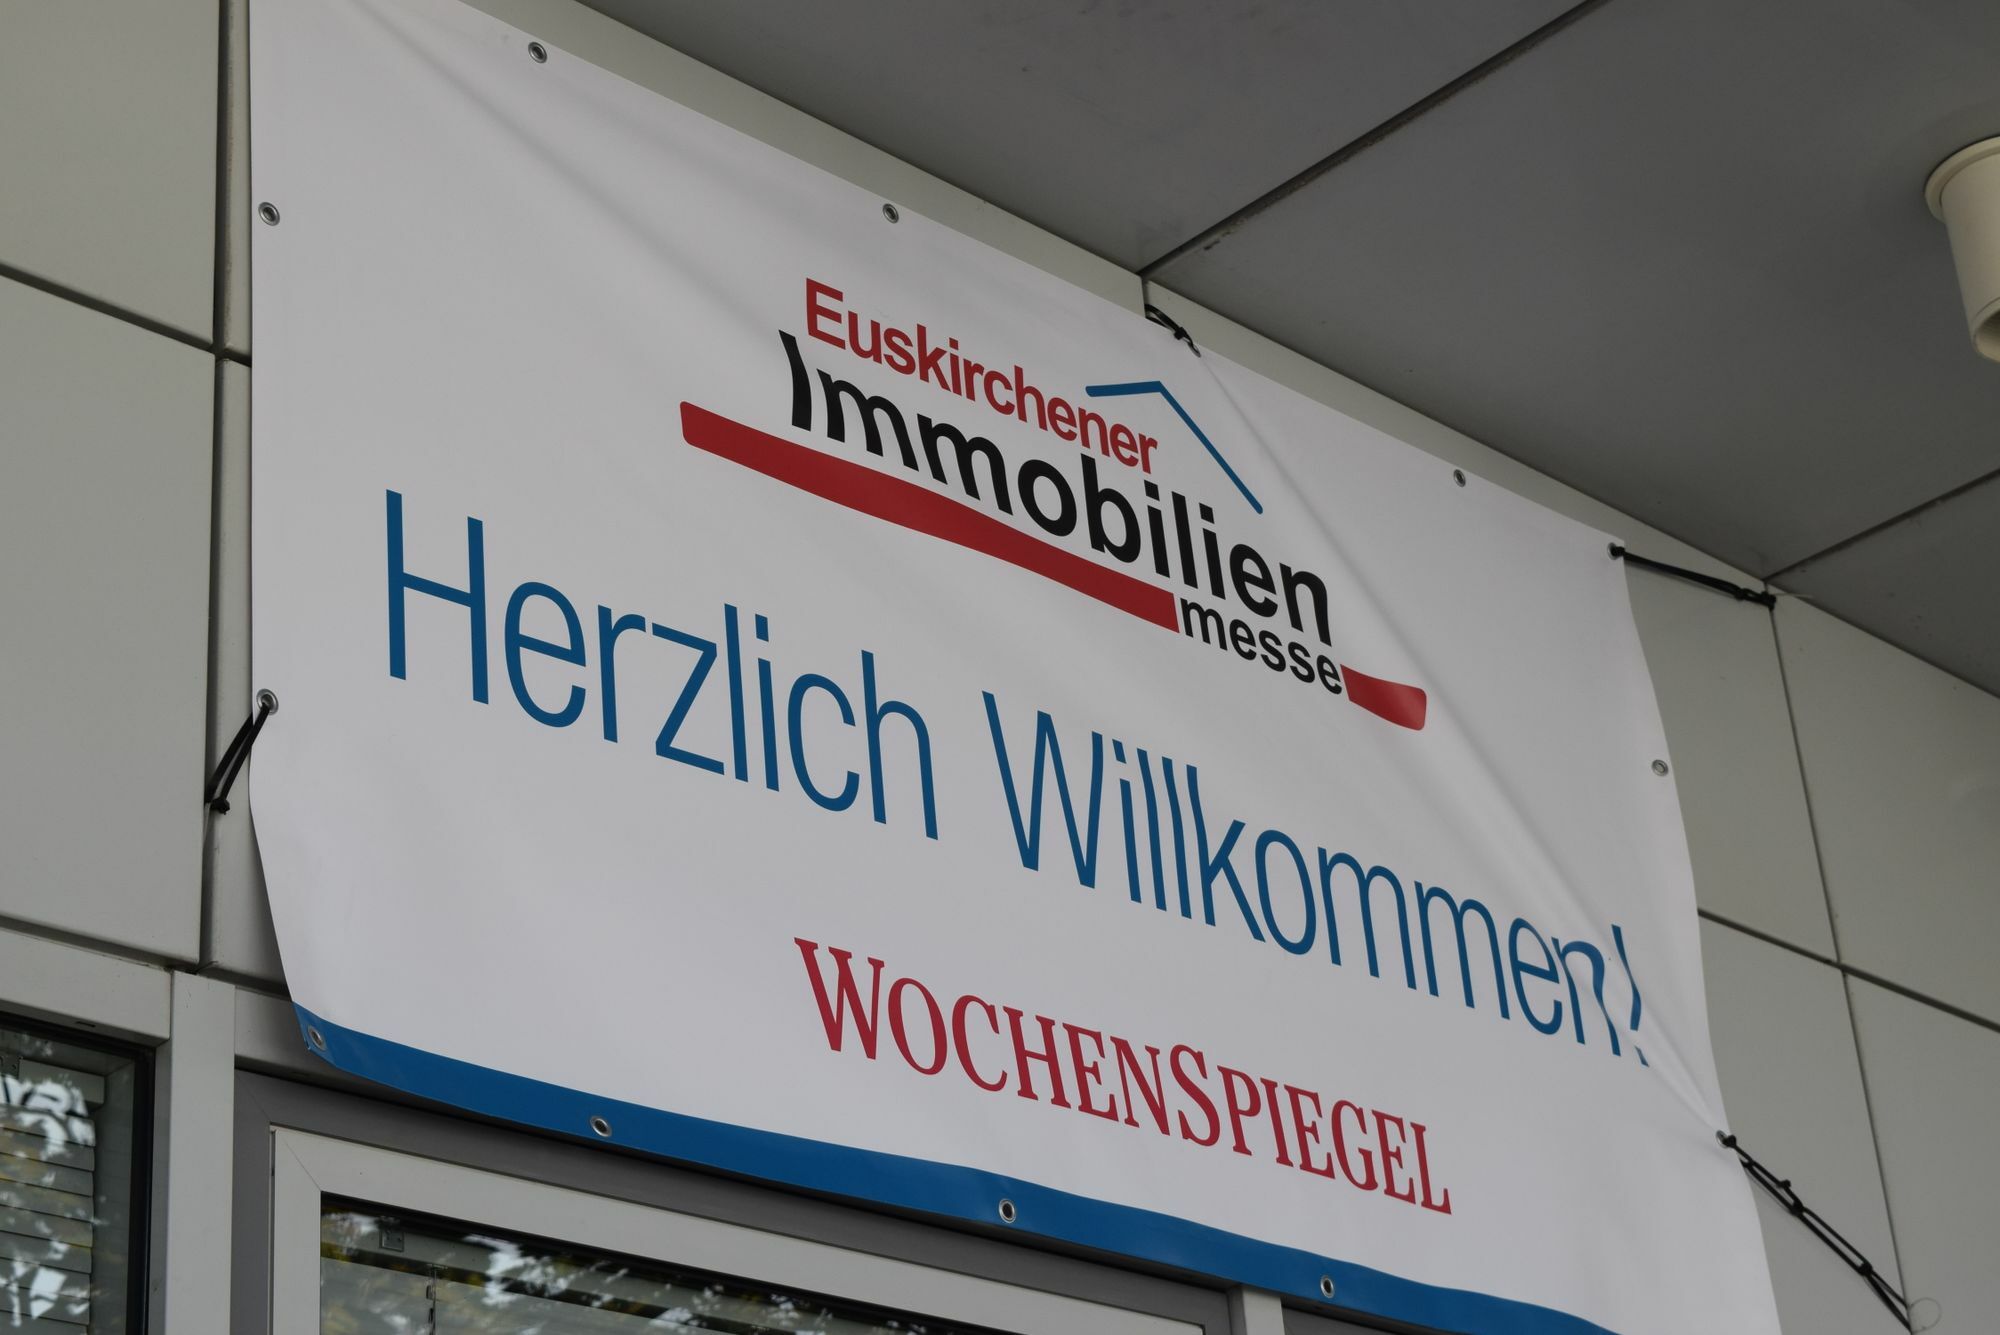 Euskirchener
Immobilien
messe
Herzlich Willkommen!
WOCHENSPIEGEL